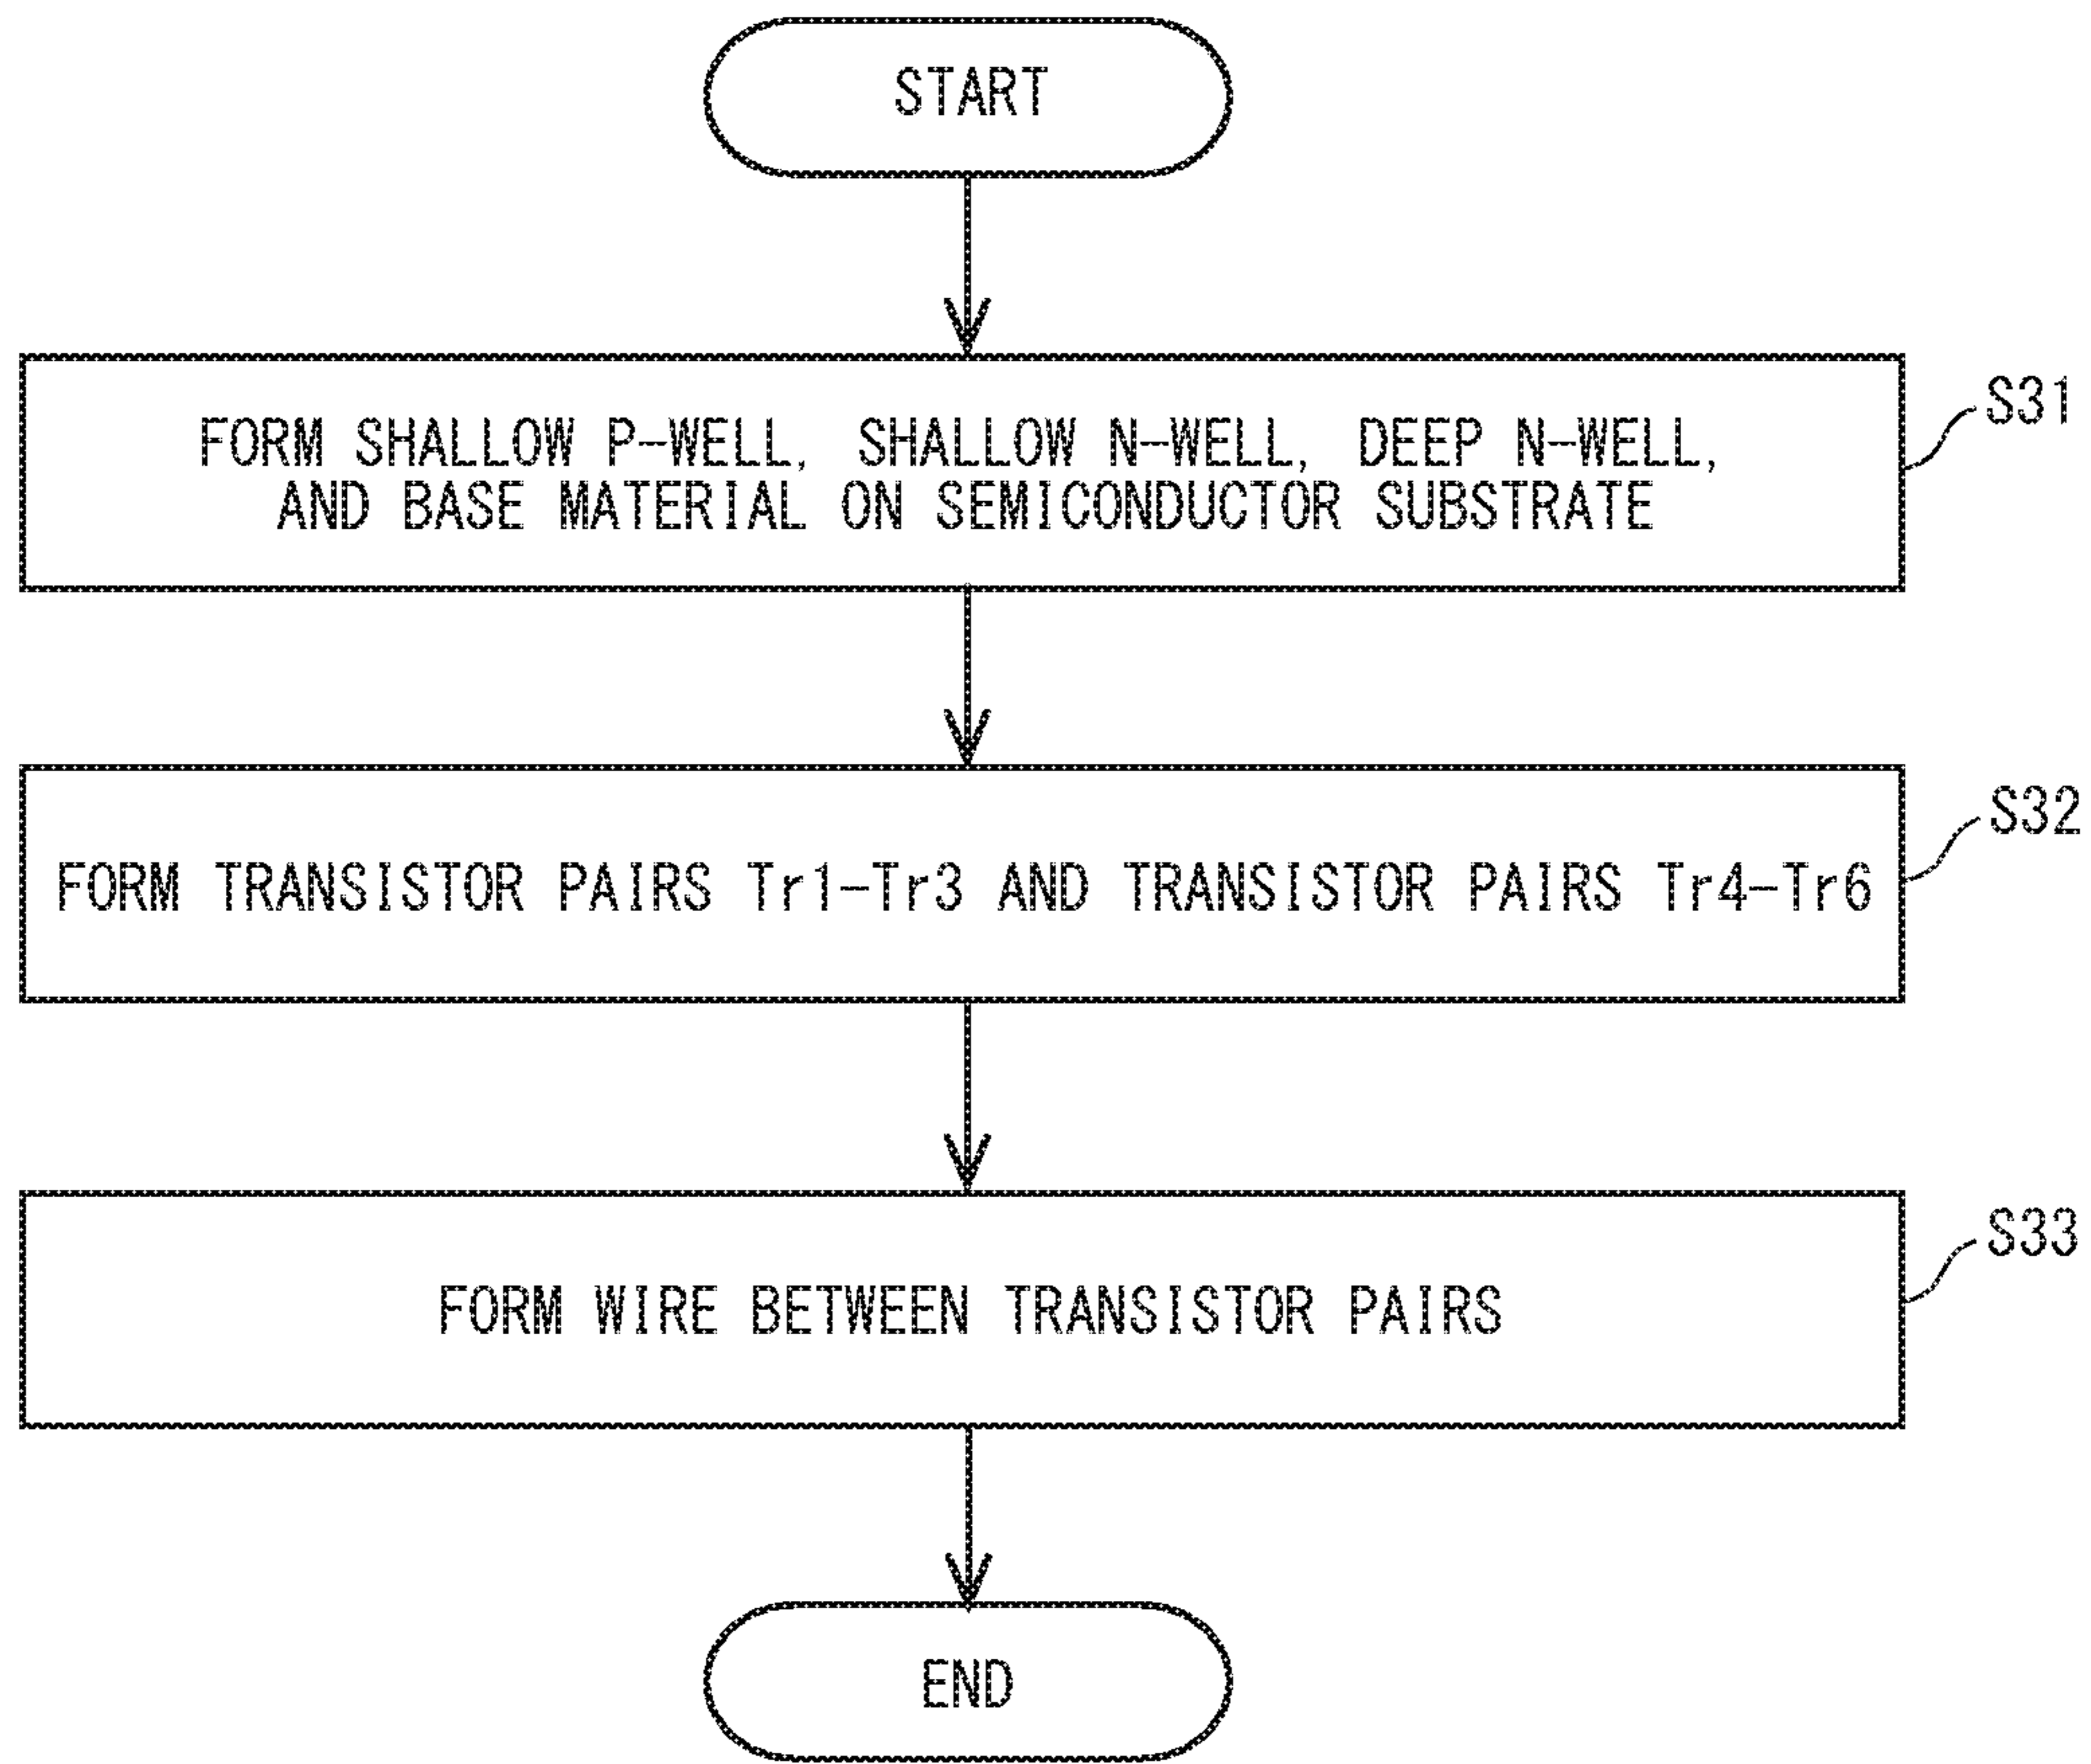 START
FORM SHALLOW P-WELL, SHALLOW N-WELL, DEEP N-WELL,
AND BASE MATERIAL ON SEMICONDUCTOR SUBSTRATE
S31
FORM TRANSISTOR PAIRS Tr1-Tr3 AND TRANSISTOR PAIRS Tr4-Tr6
S32
FORM WIRE BETWEEN TRANSISTOR PAIRS
S33
END